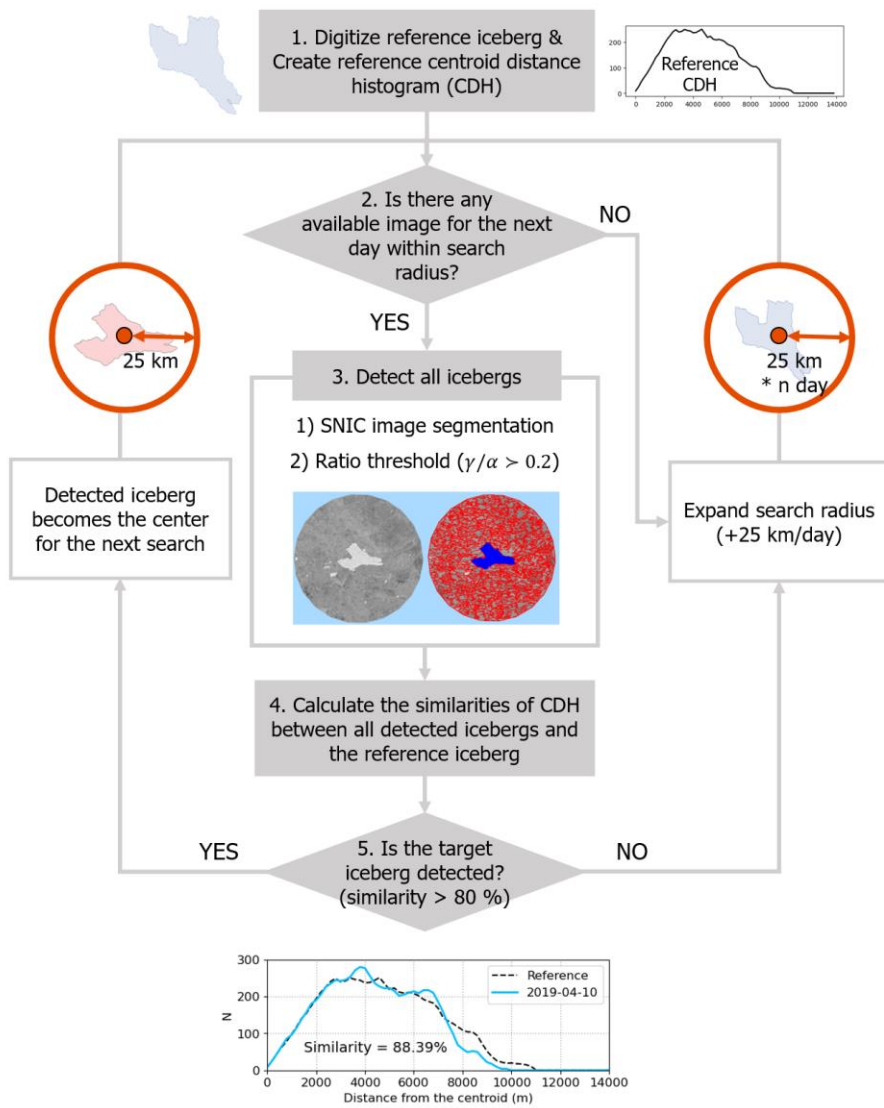 1. Digitize reference iceberg &
Create reference centroid distance
histogram (CDH)
200
100
0
Reference
CDH
0 2000 4000 6000 8000 10000 12000 14000
2. Is there any
available image for the next
day within search
radius?
NO
YES
25 km
25 km
* n day
3. Detect all icebergs
1) SNIC image segmentation
2) Ratio threshold (γ/α > 0.2)
Detected iceberg
becomes the center
for the next search
Expand search radius
(+25 km/day)
4. Calculate the similarities of CDH
between all detected icebergs and
the reference iceberg
YES
5. Is the target
iceberg detected?
(similarity > 80 %)
NO
300
200
100
0
N
Reference
2019-04-10
Similarity = 88.39%
0 2000 4000 6000 8000 10000 12000 14000
Distance from the centroid (m)